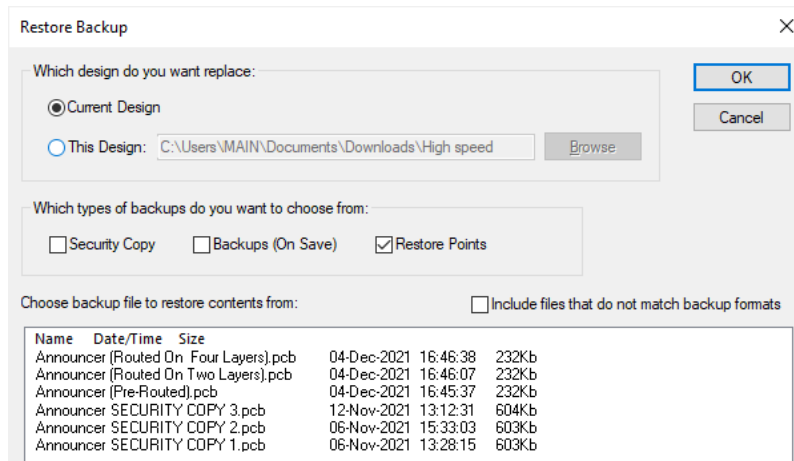 Restore Backup
Which design do you want replace:
Current Design
This Design: C:\Users\MAIN\Documents\Downloads\High speed Browse
OK
Cancel
Which types of backups do you want to choose from:
Security Copy Backups (On Save) Restore Points
Choose backup file to restore contents from: Include files that do not match backup formats
Name Date/Time Size
Announcer (Routed On Four Layers).pcb 04-Dec-2021 16:46:38 232Kb
Announcer (Routed On Two Layers).pcb 04-Dec-2021 16:46:07 232Kb
Announcer (Pre-Routed).pcb 04-Dec-2021 16:45:37 232Kb
Announcer SECURITY COPY 3.pcb 12-Nov-2021 13:12:31 604Kb
Announcer SECURITY COPY 2.pcb 06-Nov-2021 15:33:03 603Kb
Announcer SECURITY COPY 1.pcb 06-Nov-2021 13:28:15 603Kb